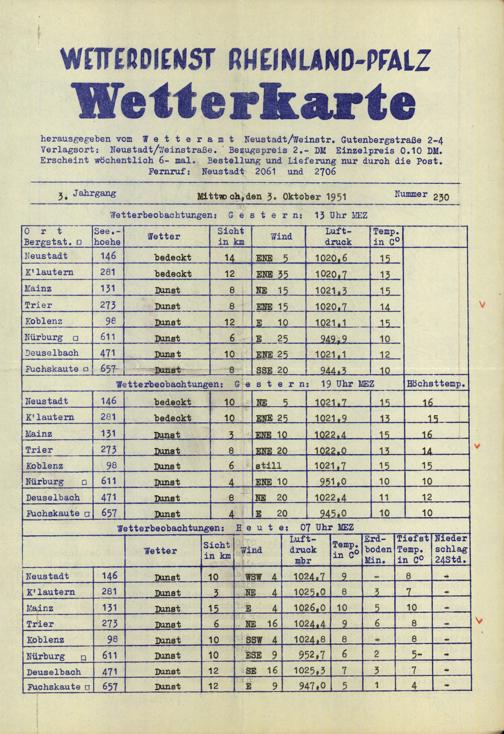 WETTERDIENST RHEINLAND-PFALZ
Wetterkarte
herausgegeben vom W e t t e r a m t Neustadt/Weinstr. Gutenbergstraße 2-4
Verlagsort: Neustadt/Weinstraße. Bezugspreis 2.- DM Einzelpreis 0.10 DM.
Erscheint wöchentlich 6- mal. Bestellung und Lieferung nur durch die Post.
Fernruf: Neustadt 2061 und 2706
3. Jahrgang Mittwoch,den 3. Oktober 1951 Nummer 230
Wetterbeobachtungen: G e s t e r n: 13 Uhr MEZ
O r t See.- Wetter Sicht Wind Luft- Temp.
Bergstat. □ hoehe in km druck in C°
Neustadt 146 bedeckt 14 ENE 5 1020,6 15
K'lautern 281 bedeckt 12 ENE 35 1020,7 13
Mainz 131 Dunst 8 NE 15 1021,3 15
Trier 273 Dunst 8 ENE 15 1020,7 14
Koblenz 98 Dunst 12 E 10 1021,1 15
Nürburg □ 611 Dunst 6 E 25 949,9 10
Deuselbach 471 Dunst 10 ENE 25 1021,1 12
Fuchskaute □ 657 Dunst 8 SSE 20 944,3 10
Wetterbeobachtungen: G e s t e r n: 19 Uhr MEZ Höchsttemp.
Neustadt 146 bedeckt 10 NE 5 1021,7 15 16
K'lautern 281 bedeckt 10 ENE 25 1021,9 13 15
Mainz 131 Dunst 3 ENE 10 1022,4 15 16
Trier 273 Dunst 8 ENE 20 1022,0 13 14
Koblenz 98 Dunst 6 still 1021,7 15 15
Nürburg □ 611 Dunst 4 ENE 10 951,0 10 10
Deuselbach 471 Dunst 8 NE 20 1022,4 11 12
Fuchskaute □ 657 Dunst 4 E 20 945,0 10 10
Wetterbeobachtungen: H e u t e: 07 Uhr MEZ
Wetter Sicht in km Wind Luft- druck mbr Temp. in C° Erd- boden Min. Tiefst Temp. in C° Nieder schlag 24Std.
Neustadt 146 Dunst 10 WSW 4 1024,7 9 - 8 -
K'lautern 281 Dunst 3 NE 4 1025,0 8 3 7 -
Mainz 131 Dunst 15 E 4 1026,0 10 5 10 -
Trier 273 Dunst 6 NE 16 1024,4 9 6 8 -
Koblenz 98 Dunst 10 SSW 4 1024,8 8 - 8 -
Nürburg □ 611 Dunst 10 ESE 9 952,7 6 2 5- -
Deuselbach 471 Dunst 12 SE 16 1025,3 7 3 7 -
Fuchskaute □ 657 Dunst 12 E 9 947,0 5 1 4 -